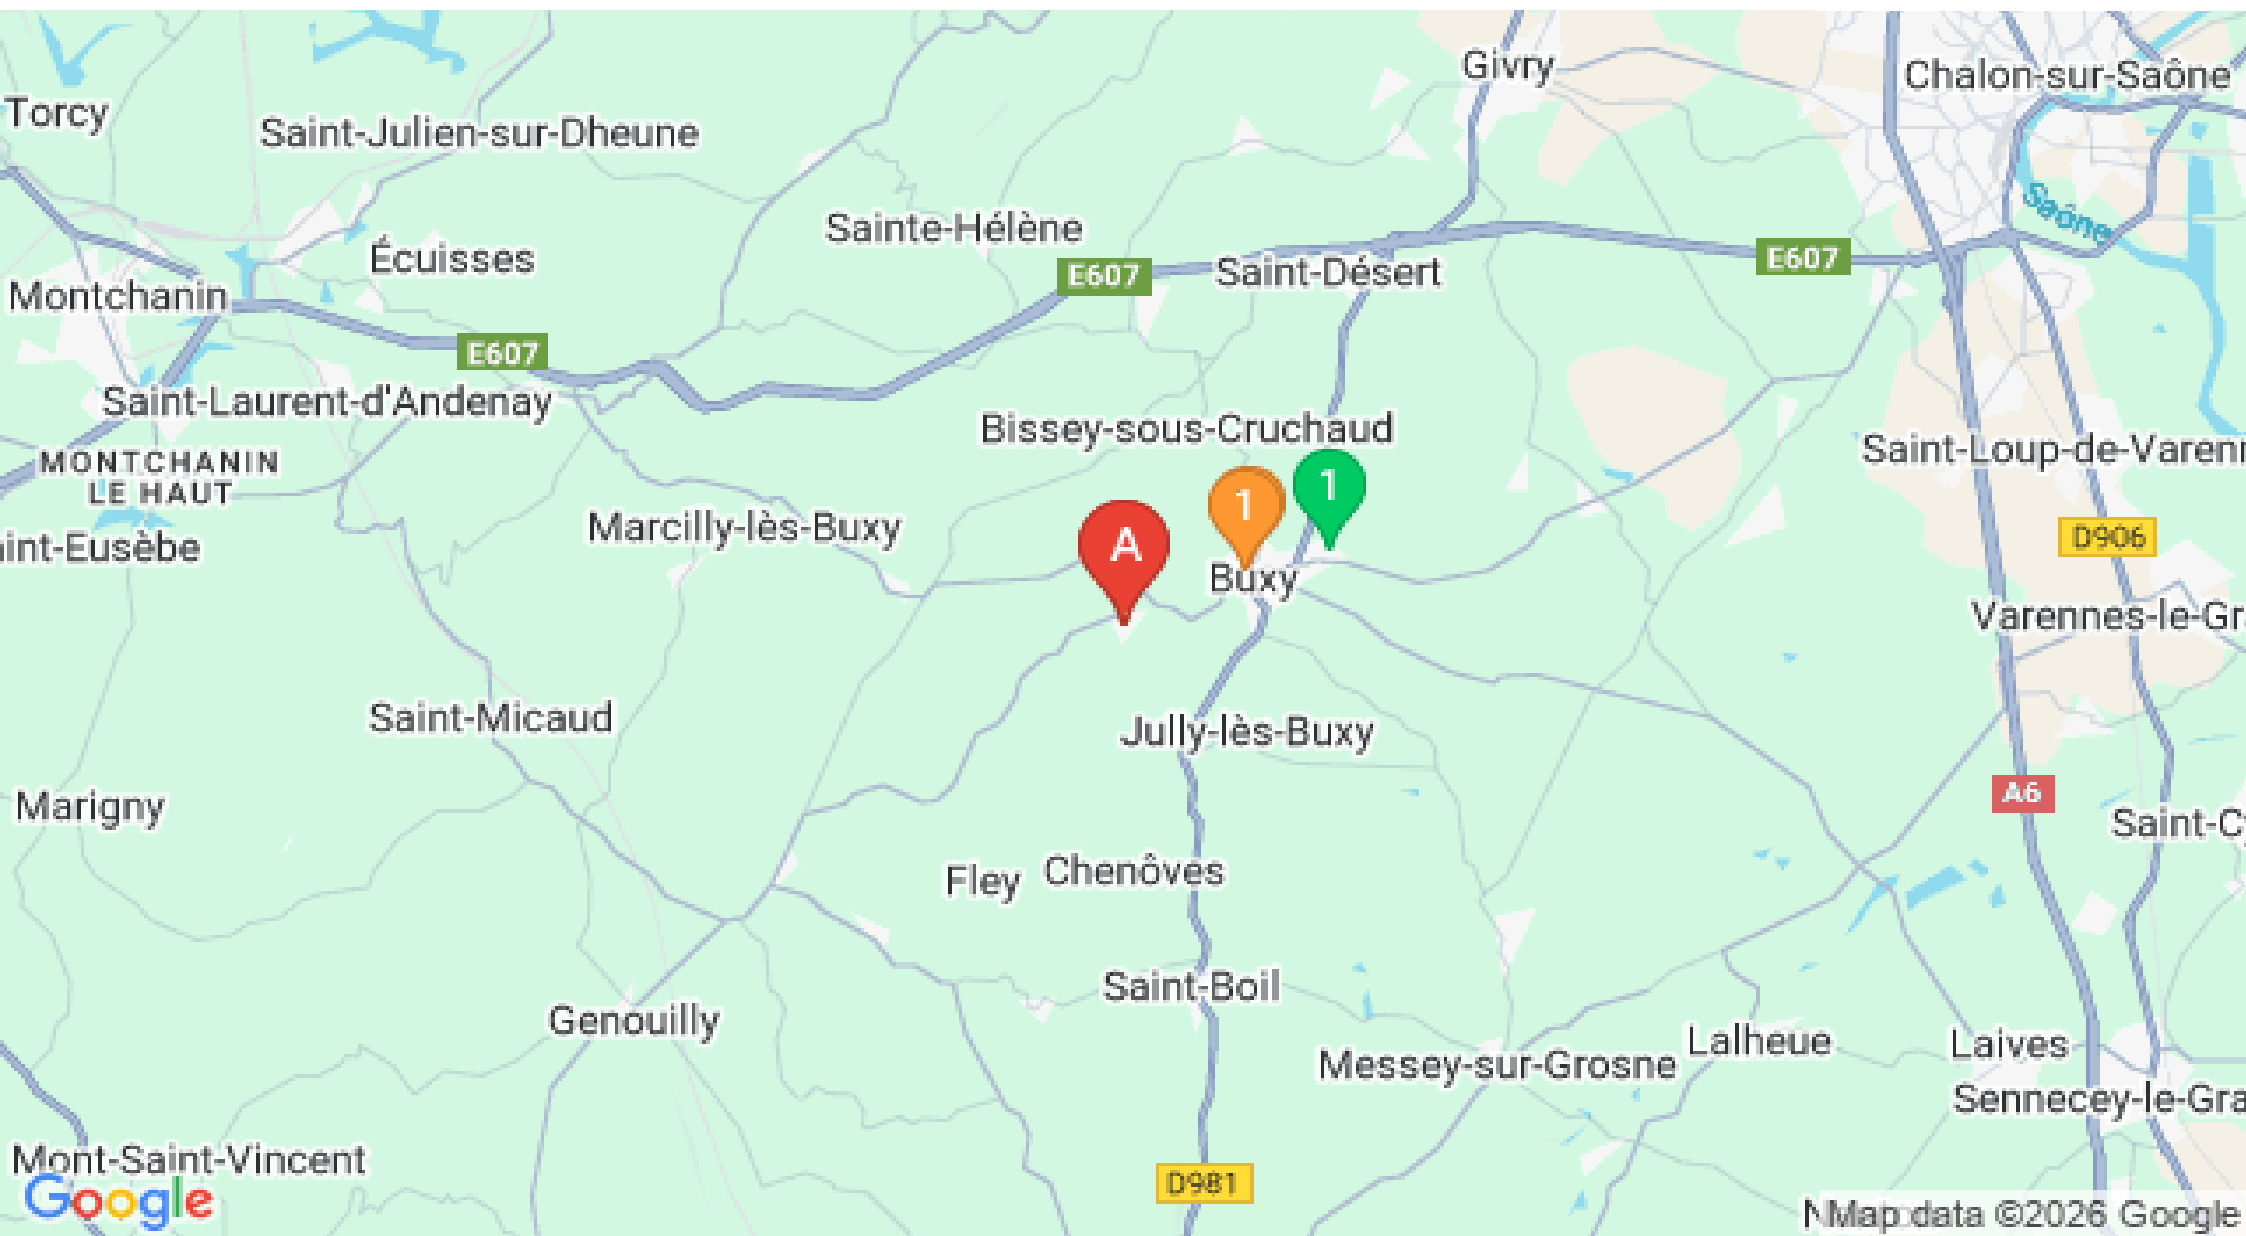 Givry
Chalon-sur-Saône
Torcy
Saint-Julien-sur-Dheune
Saône
Sainte-Hélène
Écuisses
E607
Saint-Désert
E607
Montchanin
E607
Saint-Laurent-d'Andenay
Bissey-sous-Cruchaud
MONTCHANIN
LE HAUT
Saint-Loup-de-Varenn
1
1
Marcilly-lès-Buxy
A
D906
int-Eusèbe
Buxy
Varennes-le-Gra
Saint-Micaud
Jully-lès-Buxy
A6
Marigny
Saint-Cy
Fley
Chenôves
Saint-Boil
Genouilly
Lalheue
Laives
Messey-sur-Grosne
Sennecey-le-Gra
Mont-Saint-Vincent
D981
Google
Map data ©2026 Google